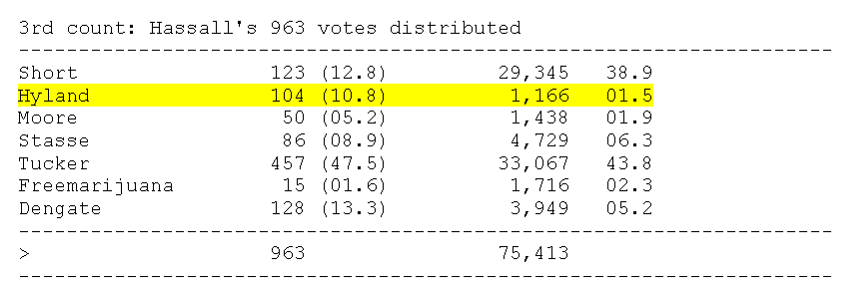 3rd count: Hassall's 963 votes distributed
------------------------------------------------------------------------
Short 123 (12.8) 29,345 38.9
Hyland 104 (10.8) 1,166 01.5
Moore 50 (05.2) 1,438 01.9
Stasse 86 (08.9) 4,729 06.3
Tucker 457 (47.5) 33,067 43.8
Freemarijuana 15 (01.6) 1,716 02.3
Dengate 128 (13.3) 3,949 05.2
------------------------------------------------------------------------
> 963 75,413
------------------------------------------------------------------------